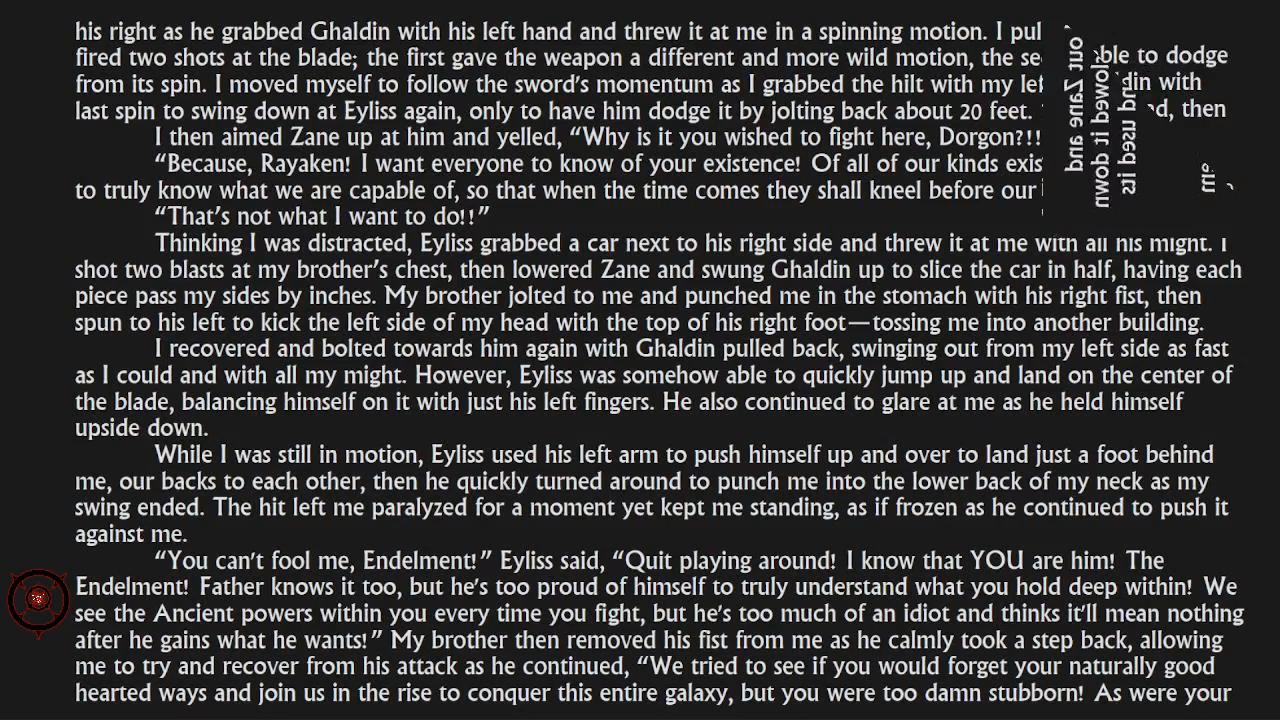 his right as he grabbed Ghaldin with his left hand and threw it at me in a spinning motion. I
fired two shots at the blade; the first gave the weapon a different and more wild motion, the to dodge
from its spin. I moved myself to follow the sword's momentum as I grabbed the hilt with my with
last spin to swing down at Eyliss again, only to have him dodge it by jolting back about 20 feet. then
out Zane and
slowed it down
and used its
I then aimed Zane up at him and yelled, “Why is it you wished to fight here, Dorgon?!!
“Because, Rayaken! I want everyone to know of your existence! Of all of our kinds
to truly know what we are capable of, so that when the time comes they shall kneel before our
“That's not what I want to do!!”
Thinking I was distracted, Eyliss grabbed a car next to his right side and threw it at me with all his might. I
shot two blasts at my brother's chest, then lowered Zane and swung Ghaldin up to slice the car in half, having each
piece pass my sides by inches. My brother jolted to me and punched me in the stomach with his right fist, then
spun to his left to kick the left side of my head with the top of his right foot—tossing me into another building.
I recovered and bolted towards him again with Ghaldin pulled back, swinging out from my left side as fast
as I could and with all my might. However, Eyliss was somehow able to quickly jump up and land on the center of
the blade, balancing himself on it with just his left fingers. He also continued to glare at me as he held himself
upside down.
While I was still in motion, Eyliss used his left arm to push himself up and over to land just a foot behind
me, our backs to each other, then he quickly turned around to punch me into the lower back of my neck as my
swing ended. The hit left me paralyzed for a moment yet kept me standing, as if frozen as he continued to push it
against me.
“You can't fool me, Endelment!” Eyliss said, “Quit playing around! I know that YOU are him! The
Endelment! Father knows it too, but he's too proud of himself to truly understand what you hold deep within! We
see the Ancient powers within you every time you fight, but he's too much of an idiot and thinks it'll mean nothing
after he gains what he wants!” My brother then removed his fist from me as he calmly took a step back, allowing
me to try and recover from his attack as he continued, “We tried to see if you would forget your naturally good
hearted ways and join us in the rise to conquer this entire galaxy, but you were too damn stubborn! As were your